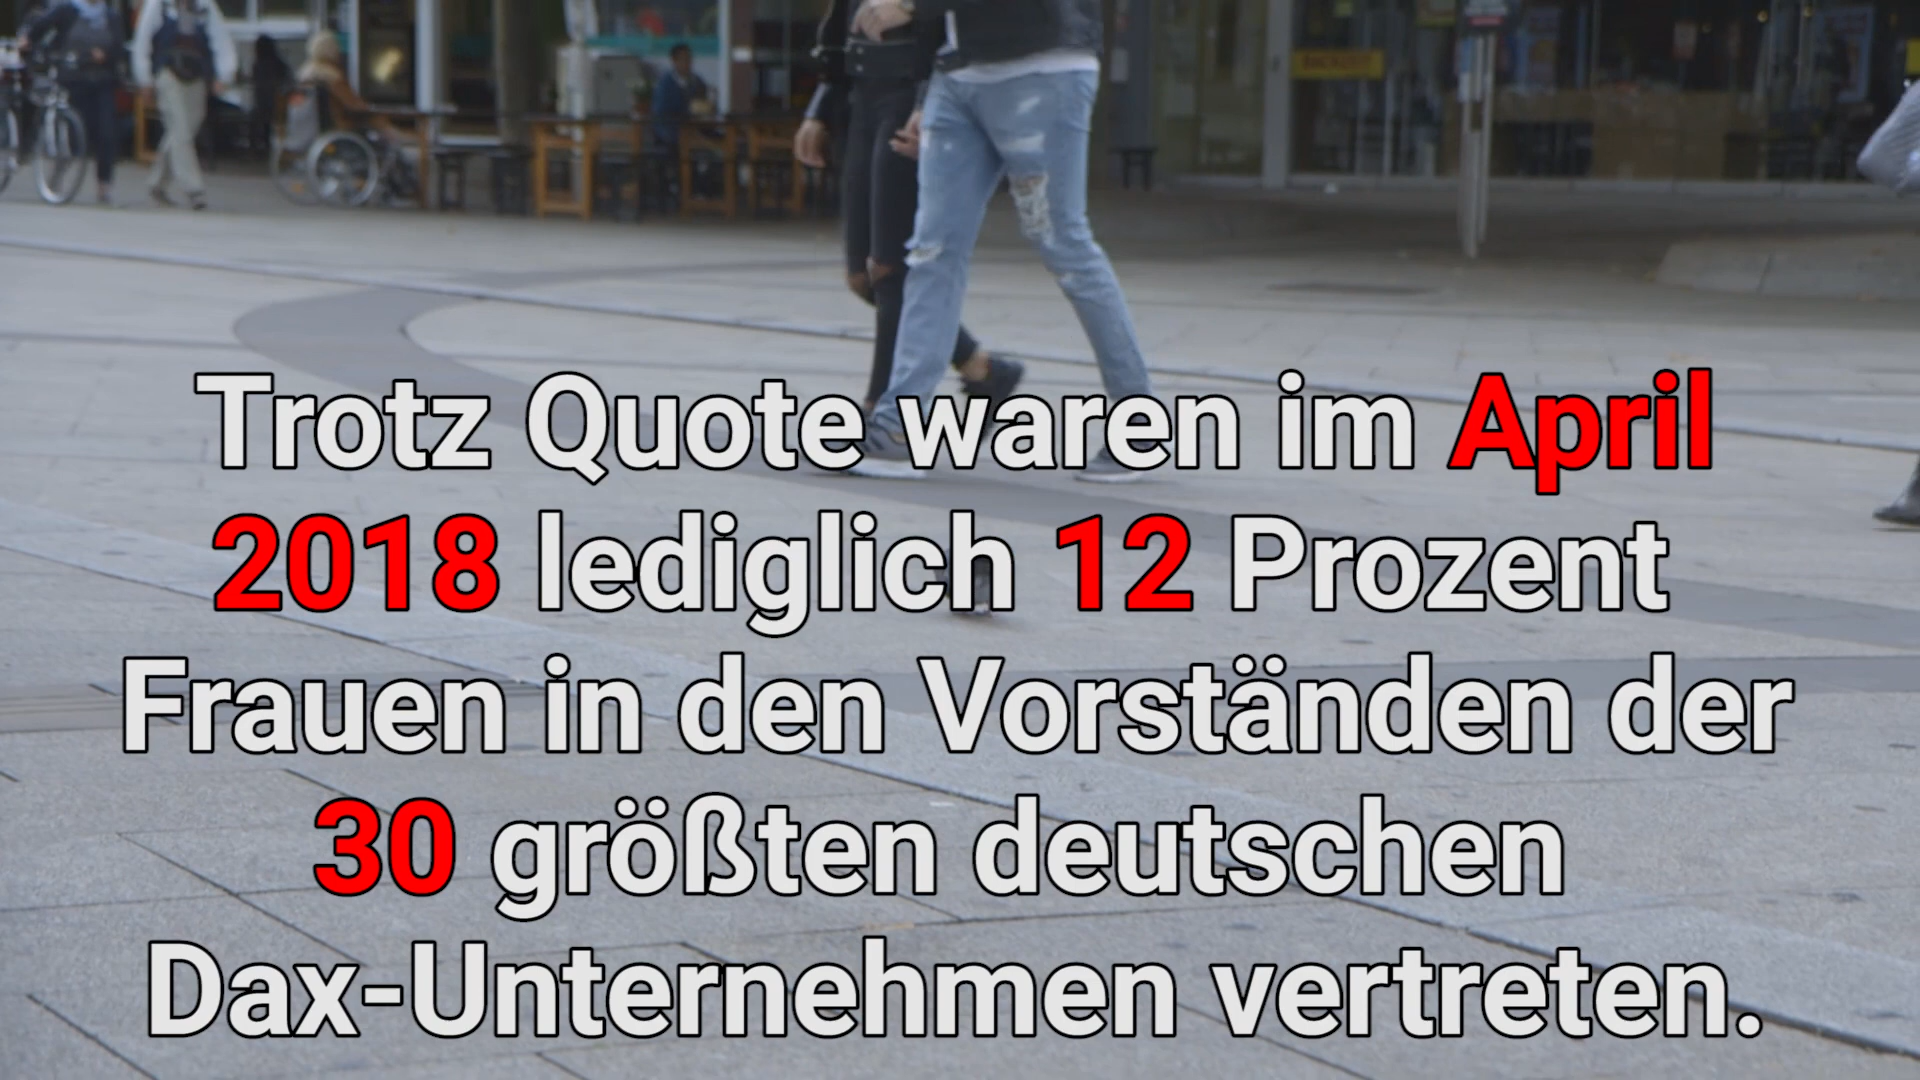 Trotz Quote waren im April
2018 lediglich 12 Prozent
Frauen in den Vorständen der
30 größten deutschen
Dax-Unternehmen vertreten.